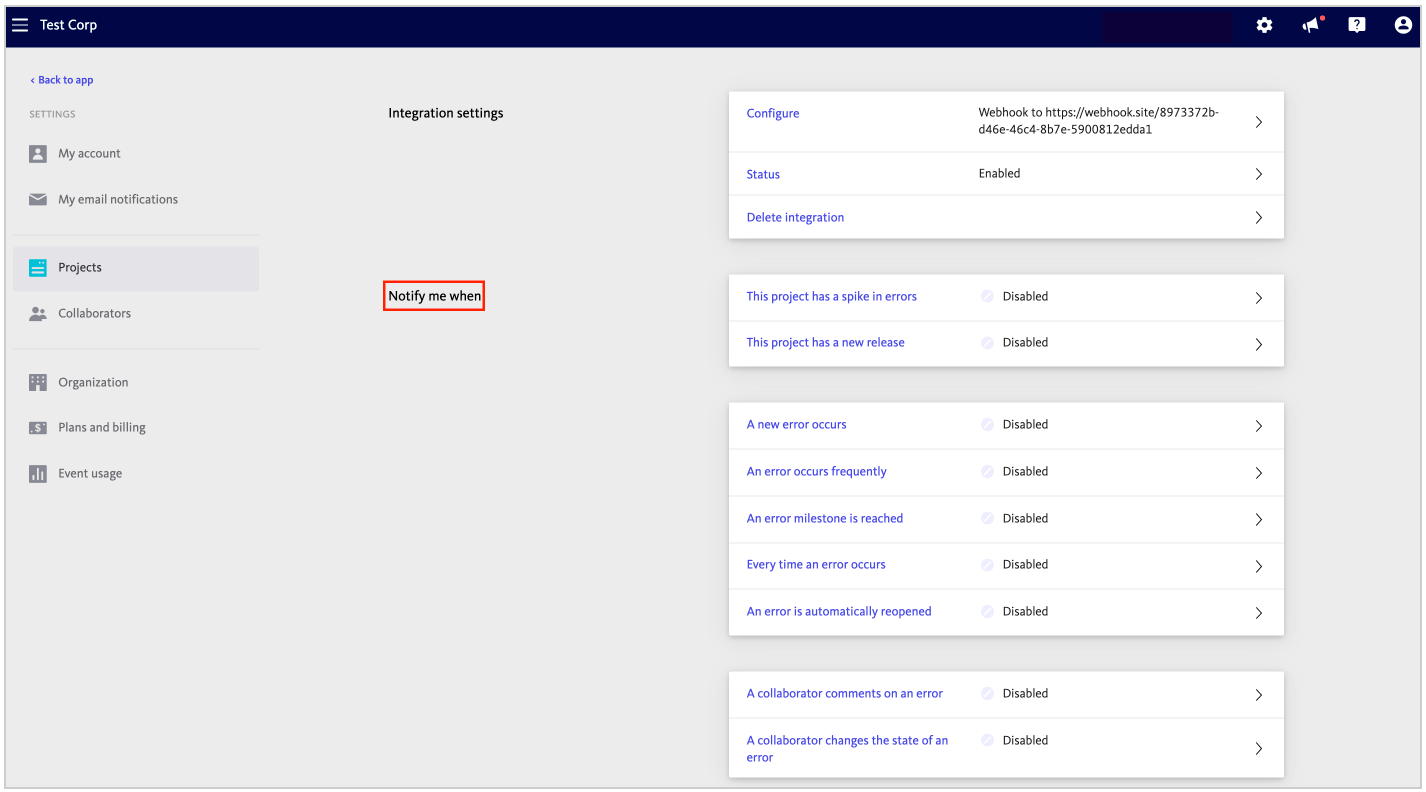 Test Corp
‹ Back to app
SETTINGS
My account
My email notifications
Projects
Collaborators
Organization
Plans and billing
Event usage
Integration settings
Configure
Webhook to https://webhook.site/8973372b-
d46e-46c4-8b7e-5900812edda1
Status
Enabled
Delete integration
Notify me when
This project has a spike in errors
Disabled
This project has a new release
Disabled
A new error occurs
Disabled
An error occurs frequently
Disabled
An error milestone is reached
Disabled
Every time an error occurs
Disabled
An error is automatically reopened
Disabled
A collaborator comments on an error
Disabled
A collaborator changes the state of an
error
Disabled